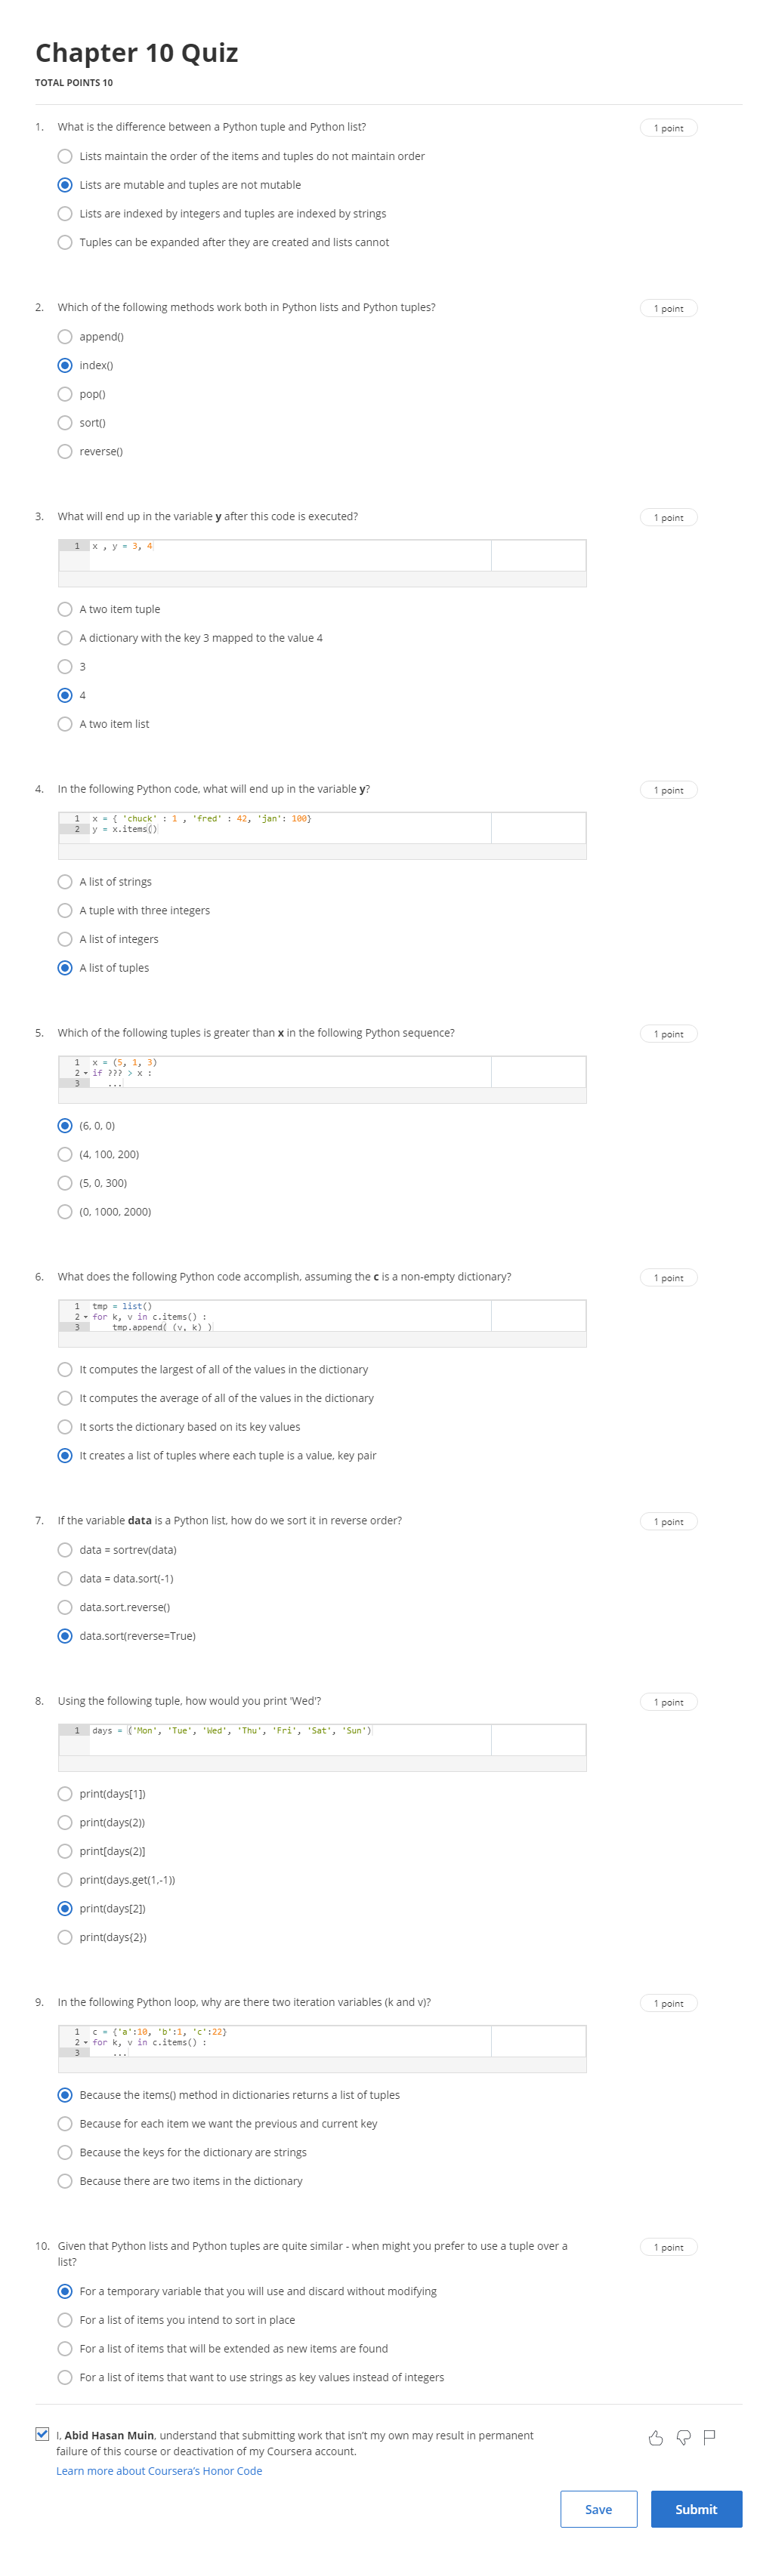 Chapter 10 Quiz
TOTAL POINTS 10
1. What is the difference between a Python tuple and Python list? 1 point
Lists maintain the order of the items and tuples do not maintain order
Lists are mutable and tuples are not mutable
Lists are indexed by integers and tuples are indexed by strings
Tuples can be expanded after they are created and lists cannot
2. Which of the following methods work both in Python lists and Python tuples? 1 point
append()
index()
pop()
sort()
reverse()
3. What will end up in the variable y after this code is executed? 1 point
1 x , y = 3, 4
A two item tuple
A dictionary with the key 3 mapped to the value 4
3
4
A two item list
4. In the following Python code, what will end up in the variable y? 1 point
1 x = { 'chuck' : 1 , 'fred' : 42, 'jan': 100}
2 y = x.items()
A list of strings
A tuple with three integers
A list of integers
A list of tuples
5. Which of the following tuples is greater than x in the following Python sequence? 1 point
1 x = (5, 1, 3)
2 if ??? > x :
3 ...
(6, 0, 0)
(4, 100, 200)
(5, 0, 300)
(0, 1000, 2000)
6. What does the following Python code accomplish, assuming the c is a non-empty dictionary? 1 point
1 tmp = list()
2 for k, v in c.items() :
3 tmp.append( (v, k) )
It computes the largest of all of the values in the dictionary
It computes the average of all of the values in the dictionary
It sorts the dictionary based on its key values
It creates a list of tuples where each tuple is a value, key pair
7. If the variable data is a Python list, how do we sort it in reverse order? 1 point
data = sortrev(data)
data = data.sort(-1)
data.sort.reverse()
data.sort(reverse=True)
8. Using the following tuple, how would you print 'Wed'? 1 point
1 days = ('Mon', 'Tue', 'Wed', 'Thu', 'Fri', 'Sat', 'Sun')
print(days[1])
print(days(2))
print[days(2)]
print(days.get(1,-1))
print(days[2])
print(days{2})
9. In the following Python loop, why are there two iteration variables (k and v)? 1 point
1 c = {'a':10, 'b':1, 'c':22}
2 for k, v in c.items() :
3 ...
Because the items() method in dictionaries returns a list of tuples
Because for each item we want the previous and current key
Because the keys for the dictionary are strings
Because there are two items in the dictionary
10. Given that Python lists and Python tuples are quite similar - when might you prefer to use a tuple over a 1 point
list?
For a temporary variable that you will use and discard without modifying
For a list of items you intend to sort in place
For a list of items that will be extended as new items are found
For a list of items that want to use strings as key values instead of integers
I, Abid Hasan Muin, understand that submitting work that isn't my own may result in permanent
failure of this course or deactivation of my Coursera account.
Learn more about Coursera's Honor Code
Save Submit